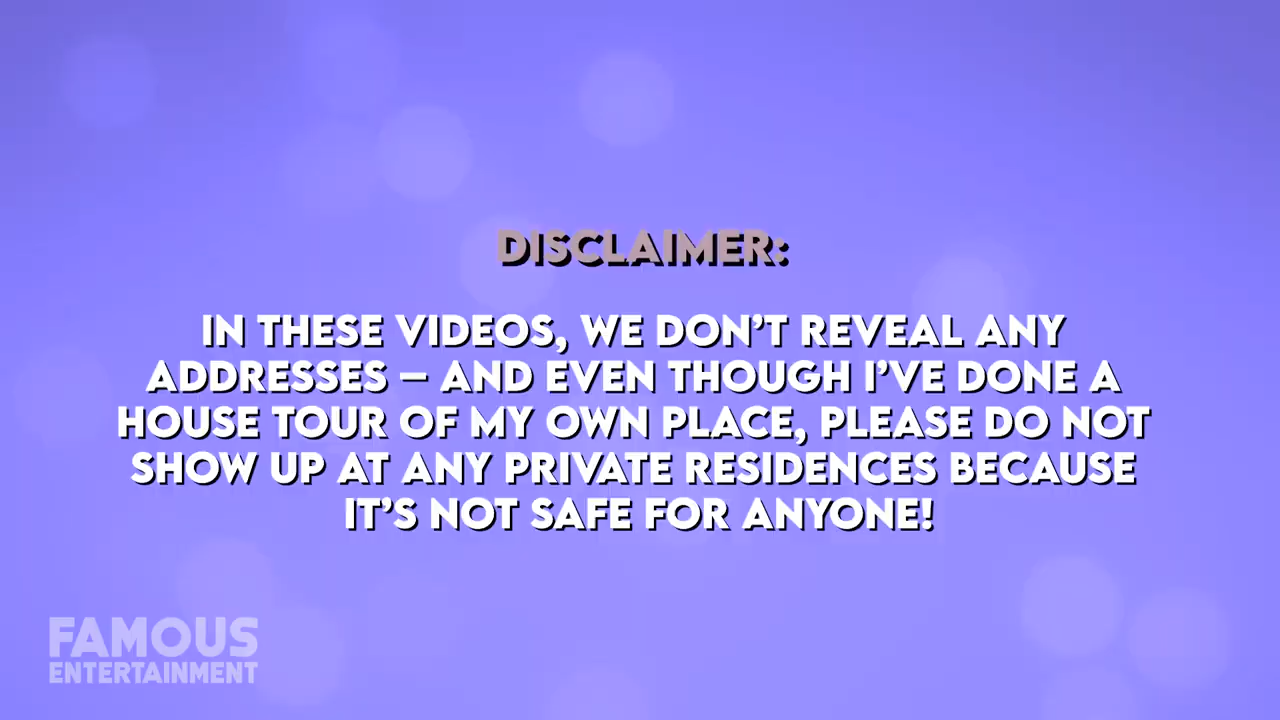 DISCLAIMER:
IN THESE VIDEOS, WE DON’T REVEAL ANY
ADDRESSES – AND EVEN THOUGH I’VE DONE A
HOUSE TOUR OF MY OWN PLACE, PLEASE DO NOT
SHOW UP AT ANY PRIVATE RESIDENCES BECAUSE
IT’S NOT SAFE FOR ANYONE!
FAMOUS
ENTERTAINMENT